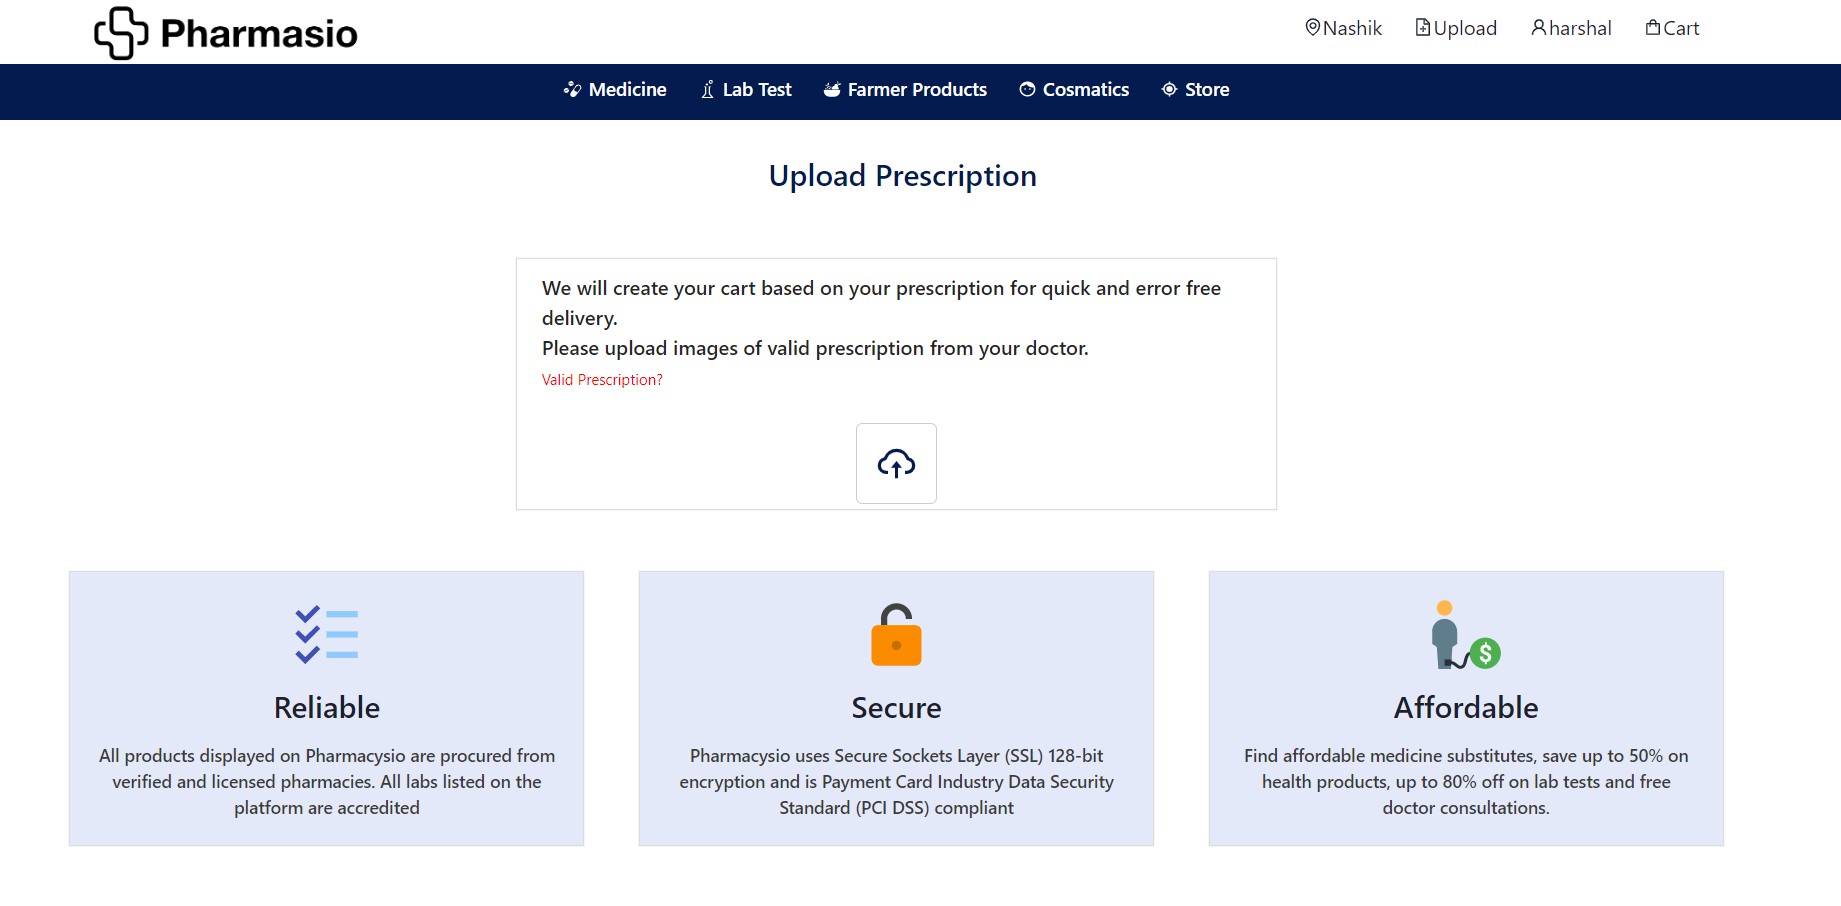 Pharmasio
Nashik
Upload
harshal
Cart
Medicine
Lab Test
Farmer Products
Cosmatics
Store
Upload Prescription
We will create your cart based on your prescription for quick and error free
delivery.
Please upload images of valid prescription from your doctor.
Valid Prescription?
Reliable
All products displayed on Pharmacysio are procured from
verified and licensed pharmacies. All labs listed on the
platform are accredited
Secure
Pharmacysio uses Secure Sockets Layer (SSL) 128-bit
encryption and is Payment Card Industry Data Security
Standard (PCI DSS) compliant
$
Affordable
Find affordable medicine substitutes, save up to 50% on
health products, up to 80% off on lab tests and free
doctor consultations.